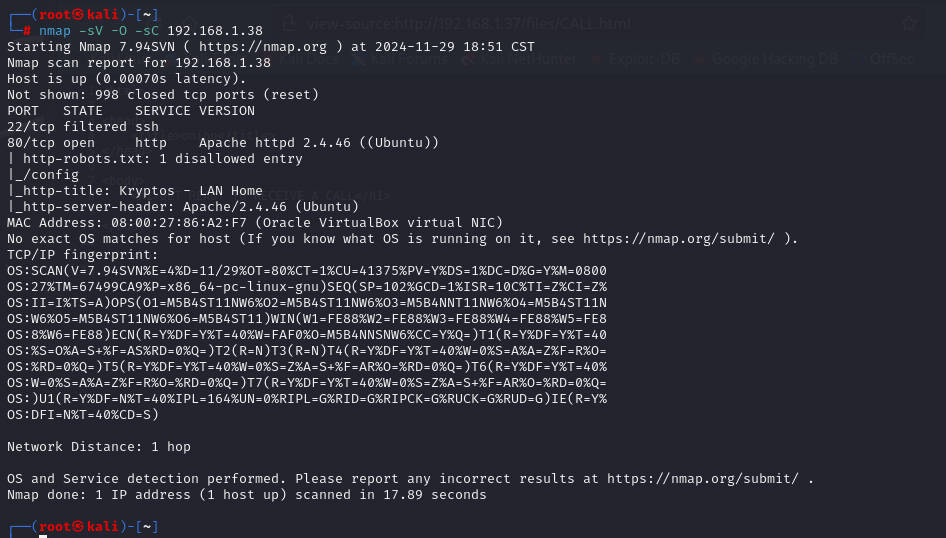 view-source:http://192.168.1.37/files/CALL.html
┌──(root㉿kali)-[~]
└─# nmap -sV -O -sC 192.168.1.38
Starting Nmap 7.94SVN ( https://nmap.org ) at 2024-11-29 18:51 CST
Nmap scan report for 192.168.1.38
Host is up (0.00070s latency).
Not shown: 998 closed tcp ports (reset)
PORT   STATE    SERVICE VERSION
22/tcp filtered ssh
80/tcp open     http    Apache httpd 2.4.46 ((Ubuntu))
| http-robots.txt: 1 disallowed entry
|_/config
|_http-title: Kryptos - LAN Home
|_http-server-header: Apache/2.4.46 (Ubuntu)
MAC Address: 08:00:27:86:A2:F7 (Oracle VirtualBox virtual NIC)
No exact OS matches for host (If you know what OS is running on it, see https://nmap.org/submit/ ).
TCP/IP fingerprint:
OS:SCAN(V=7.94SVN%E=4%D=11/29%OT=80%CT=1%CU=41375%PV=Y%DS=1%DC=D%G=Y%M=0800
OS:27%TM=67499CA9%P=x86_64-pc-linux-gnu)SEQ(SP=102%GCD=1%ISR=10C%TI=Z%CI=Z%
OS:II=I%TS=A)OPS(O1=M5B4ST11NW6%O2=M5B4ST11NW6%O3=M5B4NNT11NW6%O4=M5B4ST11N
OS:W6%O5=M5B4ST11NW6%O6=M5B4ST11)WIN(W1=FE88%W2=FE88%W3=FE88%W4=FE88%W5=FE8
OS:8%W6=FE88)ECN(R=Y%DF=Y%T=40%W=FAF0%O=M5B4NNSNW6%CC=Y%Q=)T1(R=Y%DF=Y%T=40
OS:%S=O%A=S+%F=AS%RD=0%Q=)T2(R=N)T3(R=N)T4(R=Y%DF=Y%T=40%W=0%S=A%A=Z%F=R%O=
OS:%RD=0%Q=)T5(R=Y%DF=Y%T=40%W=0%S=Z%A=S+%F=AR%O=%RD=0%Q=)T6(R=Y%DF=Y%T=40%
OS:W=0%S=A%A=Z%F=R%O=%RD=0%Q=)T7(R=Y%DF=Y%T=40%W=0%S=Z%A=S+%F=AR%O=%RD=0%Q=
OS:)U1(R=Y%DF=N%T=40%IPL=164%UN=0%RIPL=G%RID=G%RIPCK=G%RUCK=G%RUD=G)IE(R=Y%
OS:DFI=N%T=40%CD=S)
Network Distance: 1 hop
OS and Service detection performed. Please report any incorrect results at https://nmap.org/submit/ .
Nmap done: 1 IP address (1 host up) scanned in 17.89 seconds
┌──(root㉿kali)-[~]